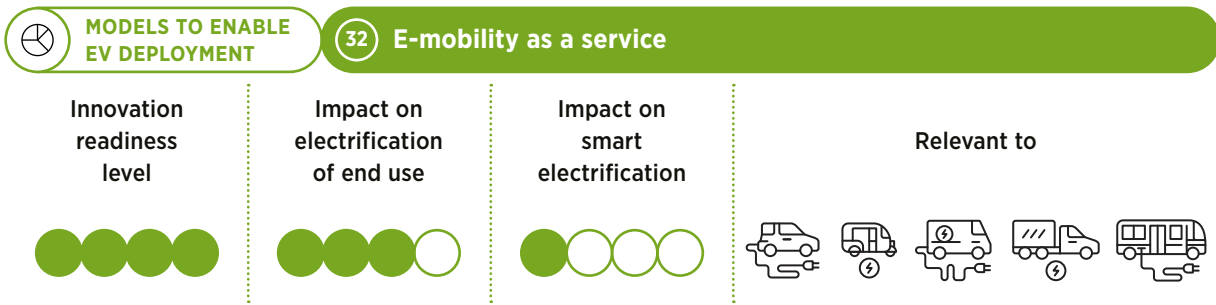 MODELS TO ENABLE
EV DEPLOYMENT
32 E-mobility as a service
Innovation
readiness
level
Impact on
electrification
of end use
Impact on
smart
electrification
Relevant to